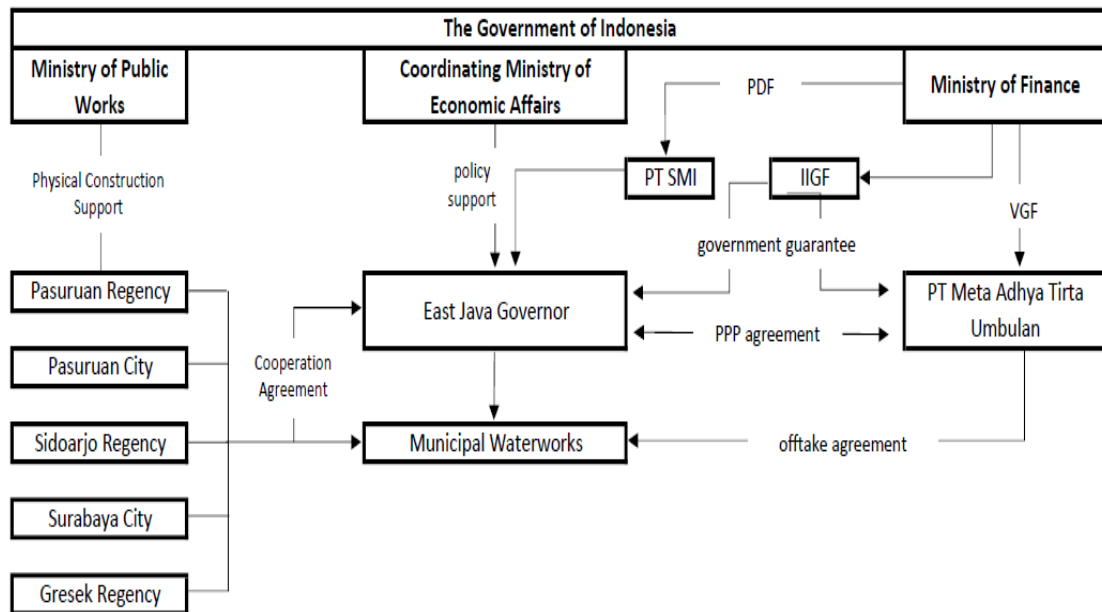 The Government of Indonesia
Ministry of Public
Works
Coordinating Ministry of
Economic Affairs
Ministry of Finance
PDF
Physical Construction
Support
policy
support
PT SMI
IIGF
VGF
government guarantee
Pasuruan Regency
East Java Governor
PT Meta Adhya Tirta
Umbulan
PPP agreement
Pasuruan City
Cooperation
Agreement
Sidoarjo Regency
Municipal Waterworks
offtake agreement
Surabaya City
Gresek Regency